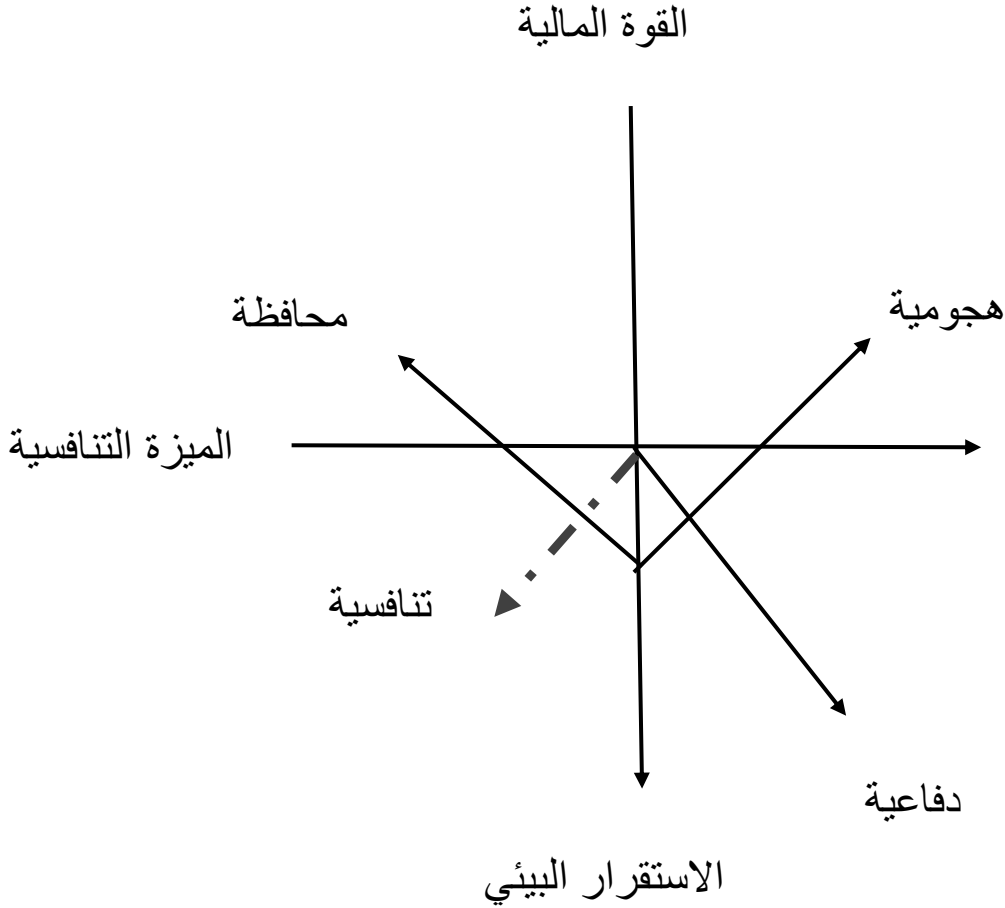 القوة المالية
هجومية
محافظة
الميزة التنافسية
تنافسية
دفاعية
الاستقرار البيئي